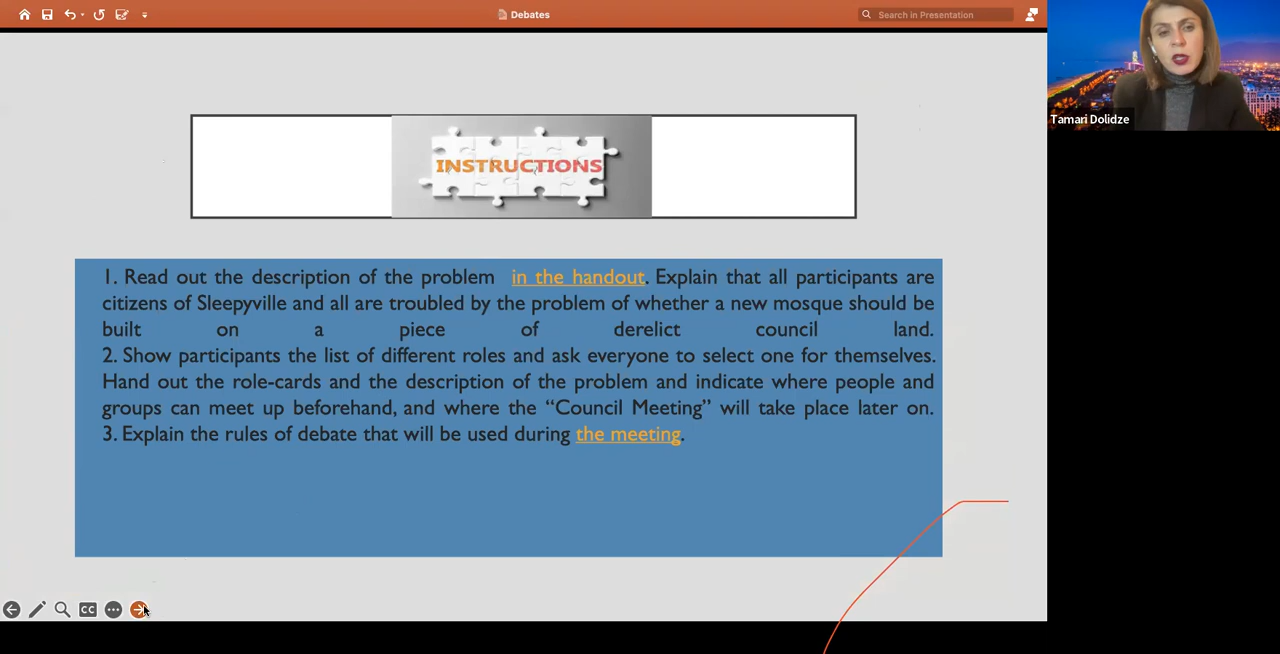 Debates
Search in Presentation
Tamari Dolidze
INSTRUCTIONS
1. Read out the description of the problem in the handout. Explain that all participants are
citizens of Sleepyville and all are troubled by the problem of whether a new mosque should be
built on a piece of derelict council land.
2. Show participants the list of different roles and ask everyone to select one for themselves.
Hand out the role-cards and the description of the problem and indicate where people and
groups can meet up beforehand, and where the “Council Meeting” will take place later on.
3. Explain the rules of debate that will be used during the meeting.
CC